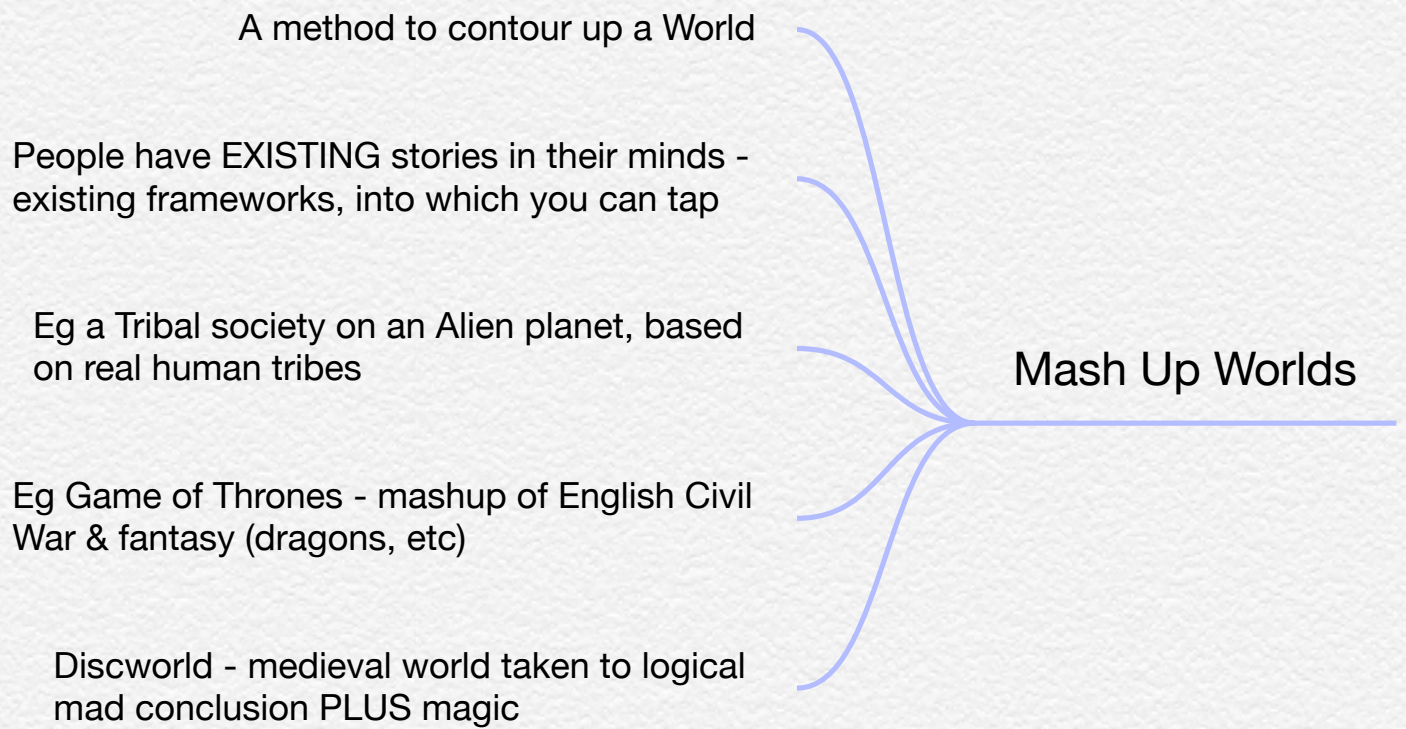 A method to contour up a World
People have EXISTING stories in their minds -
existing frameworks, into which you can tap
Eg a Tribal society on an Alien planet, based
on real human tribes
Mash Up Worlds
Eg Game of Thrones - mashup of English Civil
War & fantasy (dragons, etc)
Discworld - medieval world taken to logical
mad conclusion PLUS magic